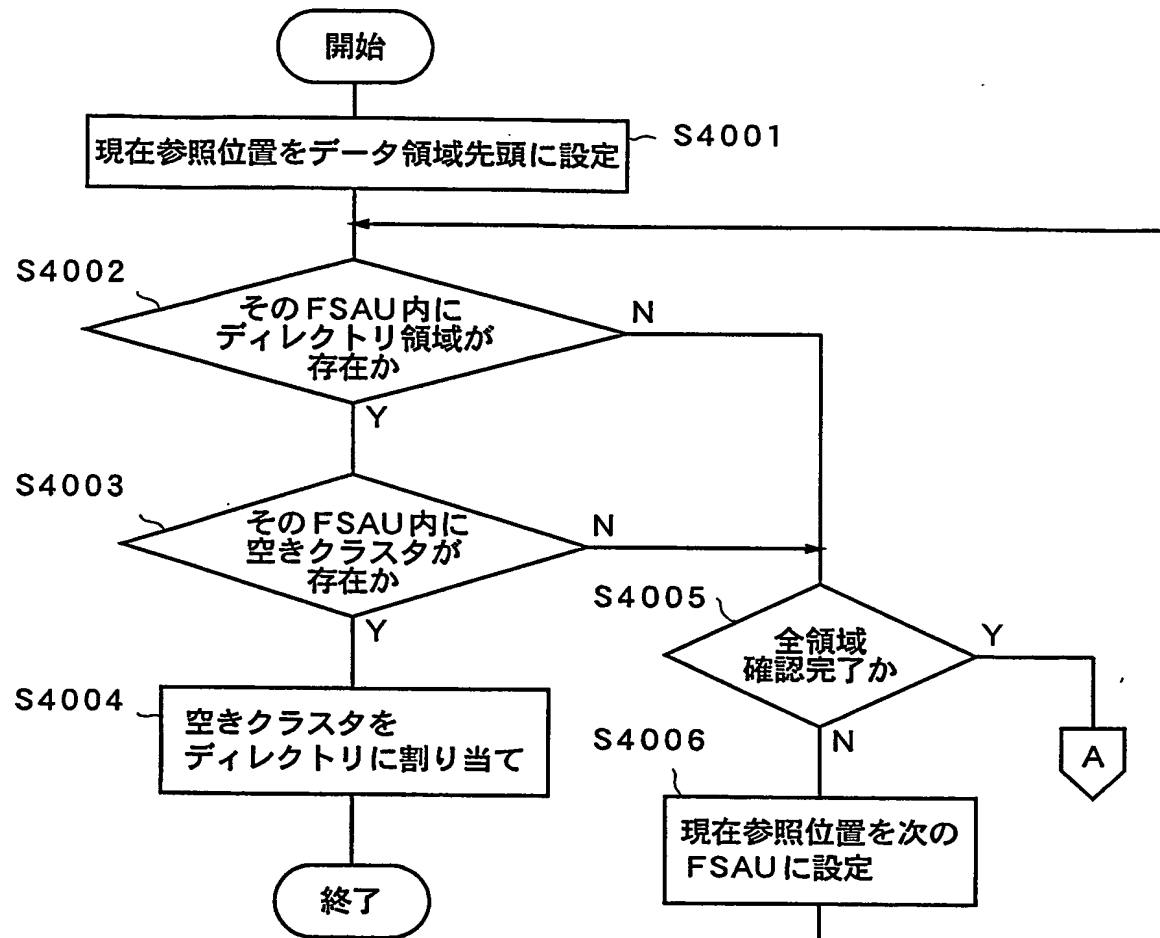 開始
現在参照位置をデータ領域先頭に設定
S4001
S4002
そのFSAU内に
ディレクトリ領域が
存在か
N
Y
S4003
そのFSAU内に
空きクラスタが
存在か
N
Y
S4005
全領域
確認完了か
Y
N
S4004
空きクラスタを
ディレクトリに割り当て
S4006
現在参照位置を次の
FSAUに設定
A
終了